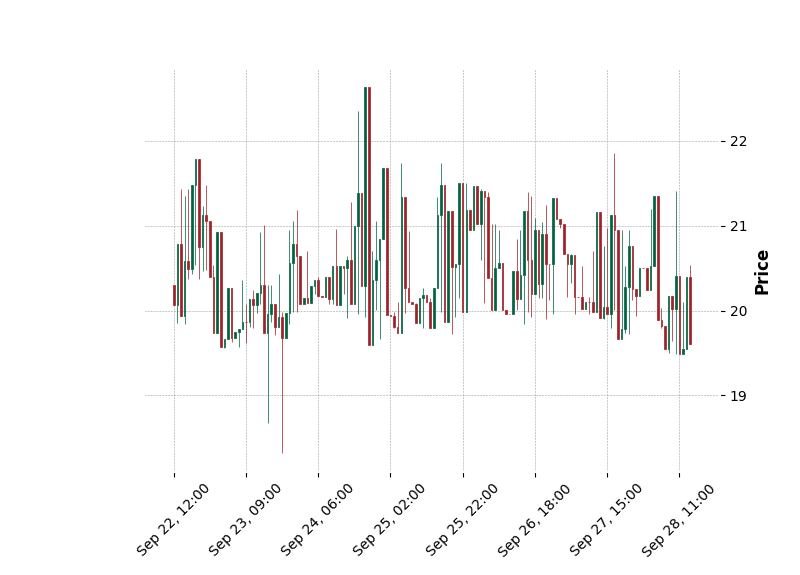 22
21
20
19
Price
Sep 22, 12:00
Sep 23, 09:00
Sep 24, 06:00
Sep 25, 02:00
Sep 25, 22:00
Sep 26, 18:00
Sep 27, 15:00
Sep 28, 11:00